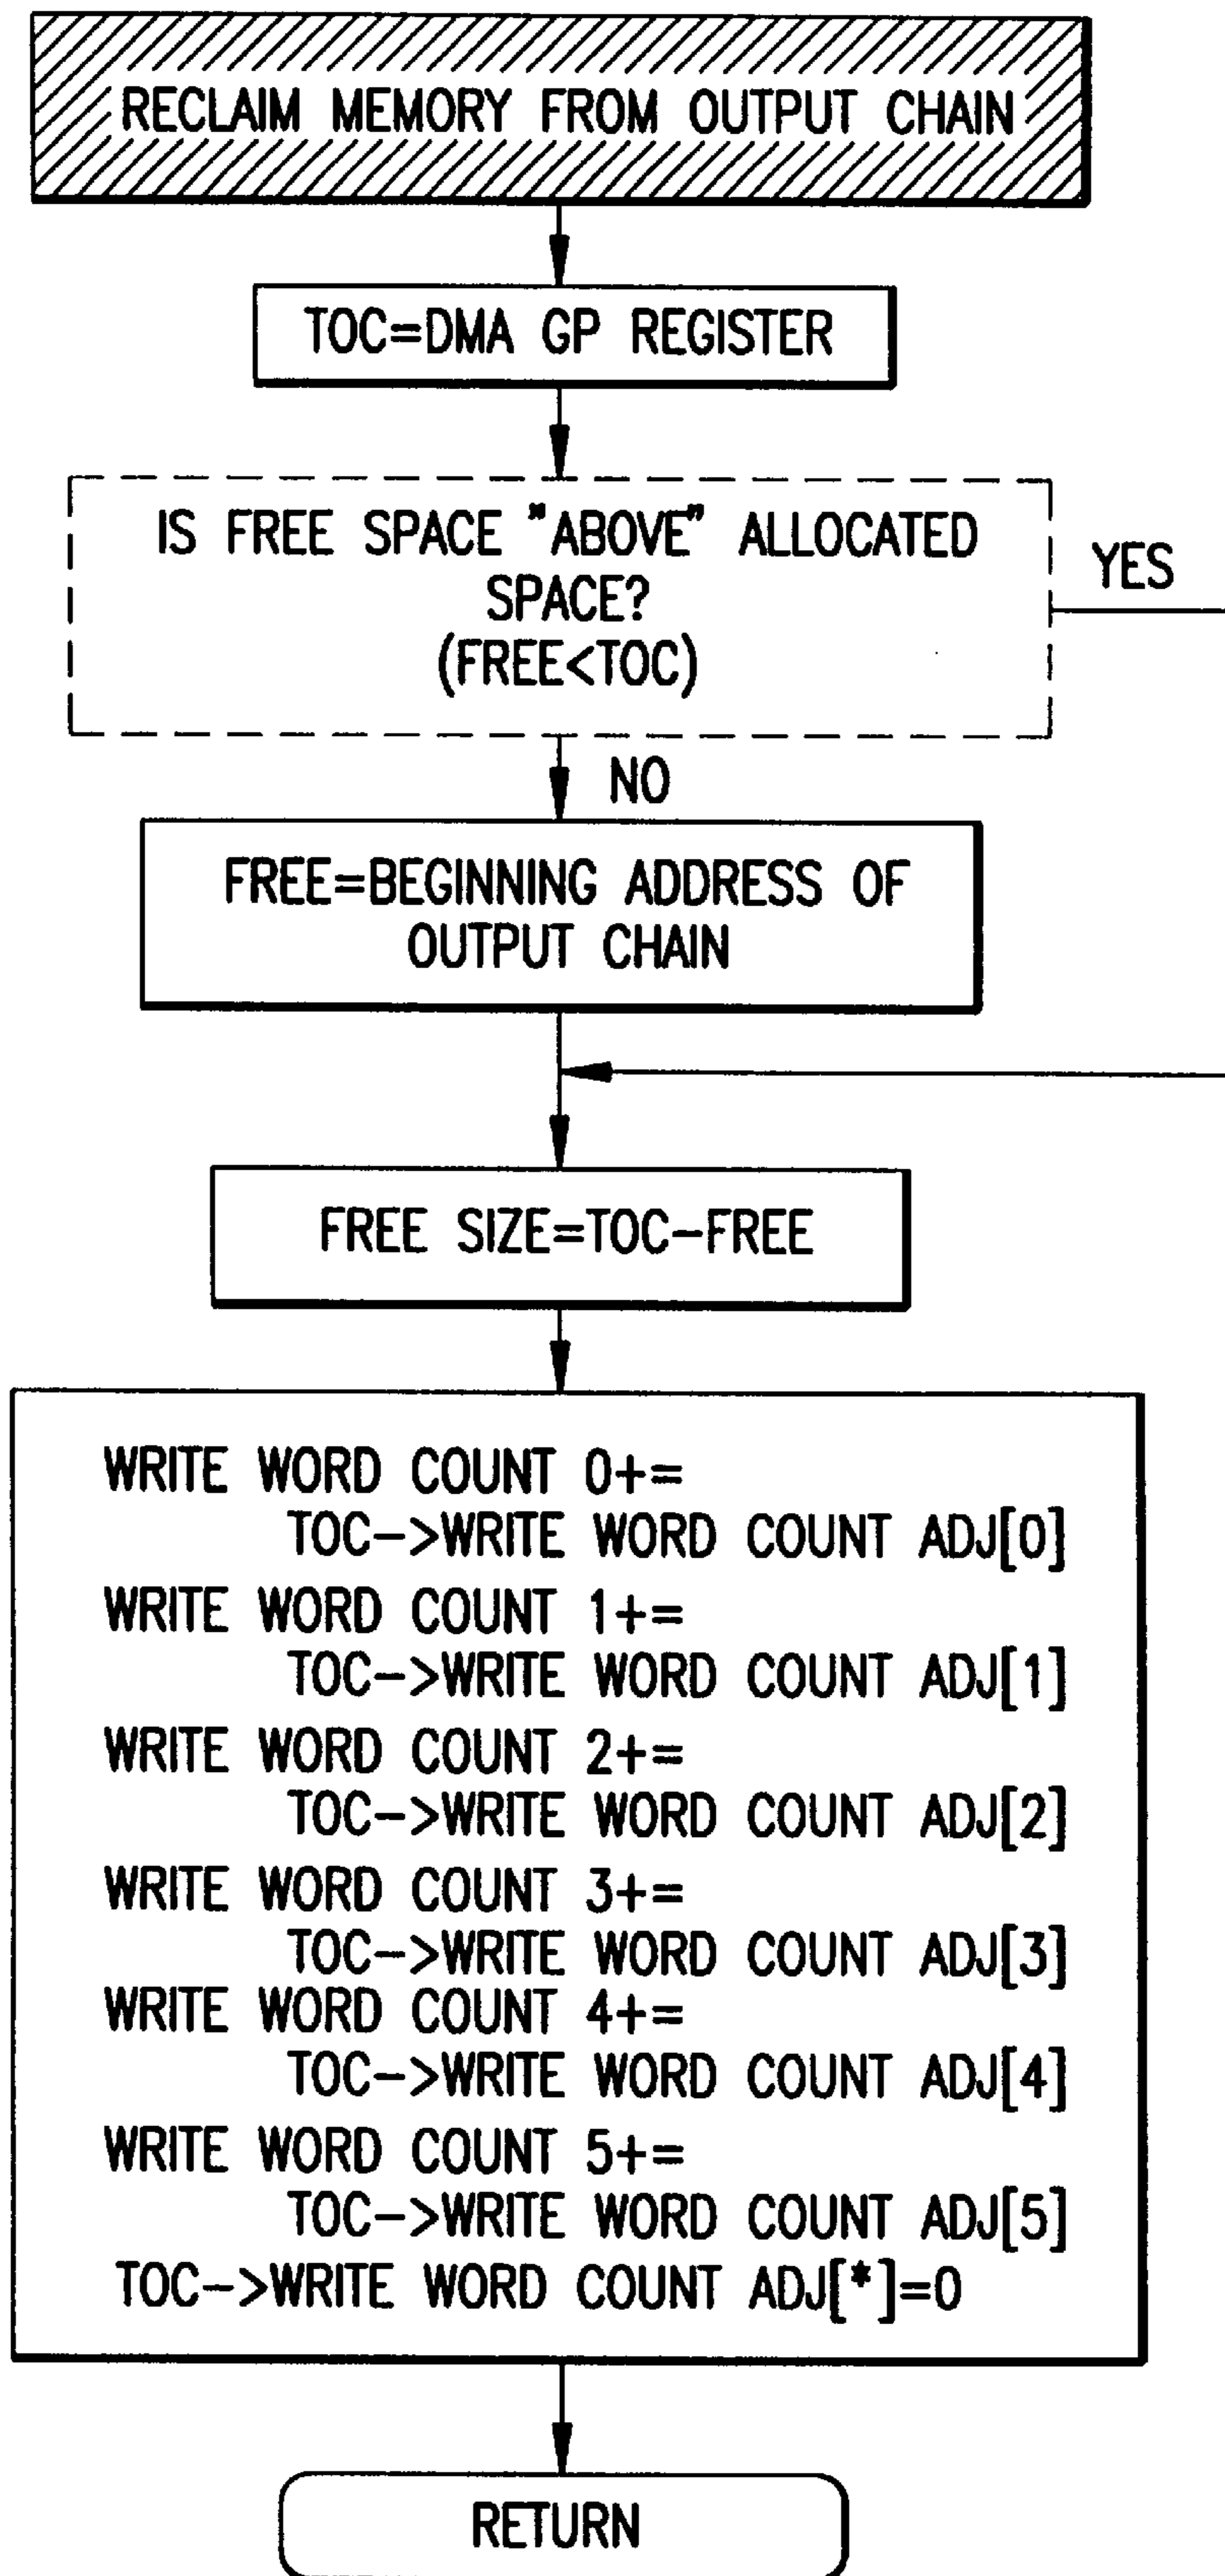 RECLAIM MEMORY FROM OUTPUT CHAIN
TOC=DMA GP REGISTER
IS FREE SPACE "ABOVE" ALLOCATED
SPACE?
(FREE<TOC)
YES
NO
FREE=BEGINNING ADDRESS OF
OUTPUT CHAIN
FREE SIZE=TOC-FREE
WRITE WORD COUNT 0+=
TOC->WRITE WORD COUNT ADJ[0]
WRITE WORD COUNT 1+=
TOC->WRITE WORD COUNT ADJ[1]
WRITE WORD COUNT 2+=
TOC->WRITE WORD COUNT ADJ[2]
WRITE WORD COUNT 3+=
TOC->WRITE WORD COUNT ADJ[3]
WRITE WORD COUNT 4+=
TOC->WRITE WORD COUNT ADJ[4]
WRITE WORD COUNT 5+=
TOC->WRITE WORD COUNT ADJ[5]
TOC->WRITE WORD COUNT ADJ[*]=0
RETURN